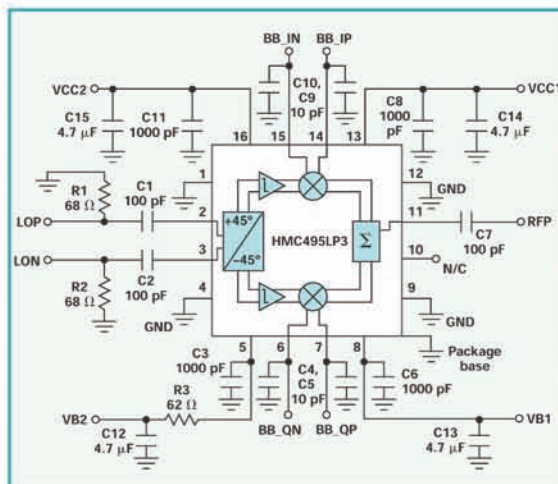 BB_IN
BB_IP
VCC2
VCC1
C15
4.7 µF
C11
1000 pF
C10,
C9
10 pF
C8
1000
pF
C14
4.7 µF
16
15
14
13
R1
68 Ω
C1
100 pF
1
12
GND
LOP
2
+45°
-45°
HMC495LP3
Σ
11
C7
100 pF
RFP
LON
3
10
N/C
R2
68 Ω
C2
100 pF
4
GND
9
GND
5
6
7
8
Package
base
C3
1000 pF
C4,
C5
10 pF
C6
1000 pF
R3
62 Ω
VB2
C12
4.7 µF
BB_QN
BB_QP
C13
4.7 µF
VB1